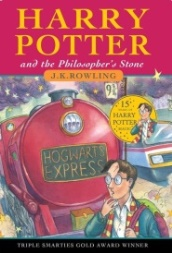 HARRY
POTTER
and the Philosopher's Stone
J.K.ROWLING
9¾
HARRY
POTTER
HOGWARTS
EXPRESS
TRIPLE SMARTIES GOLD AWARD WINNER